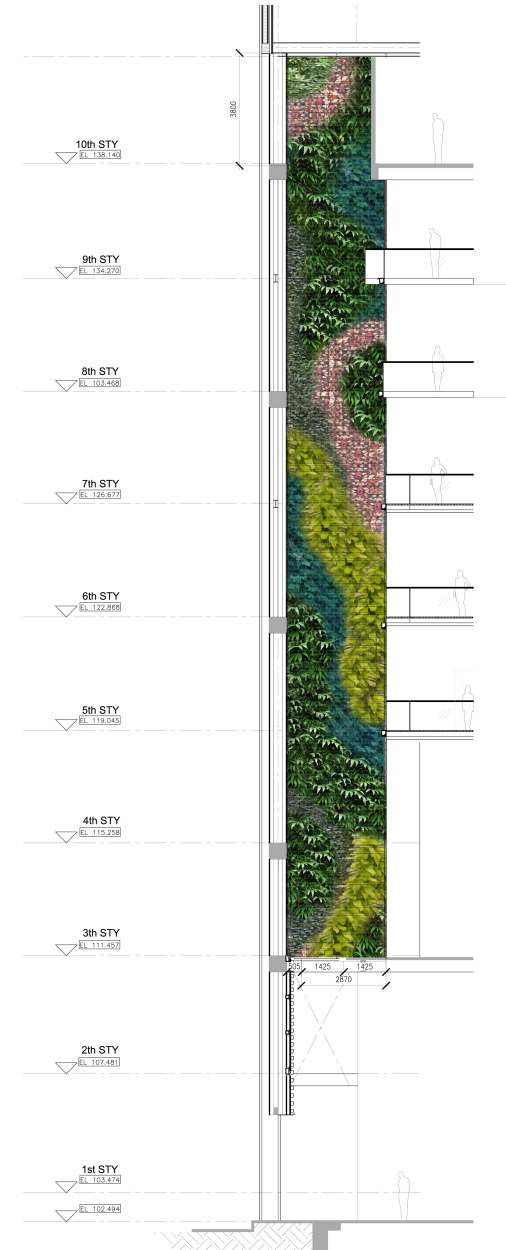 3800
10th STY
EL 138.140
9th STY
EL 134.270
8th STY
EL 103.468
7th STY
EL 126.677
6th STY
EL 122.868
5th STY
EL 119.045
4th STY
EL 115.258
3th STY
EL 111.457
505 1425 1425
2870
2th STY
EL 107.481
1st STY
EL 103.474
EL 102.494